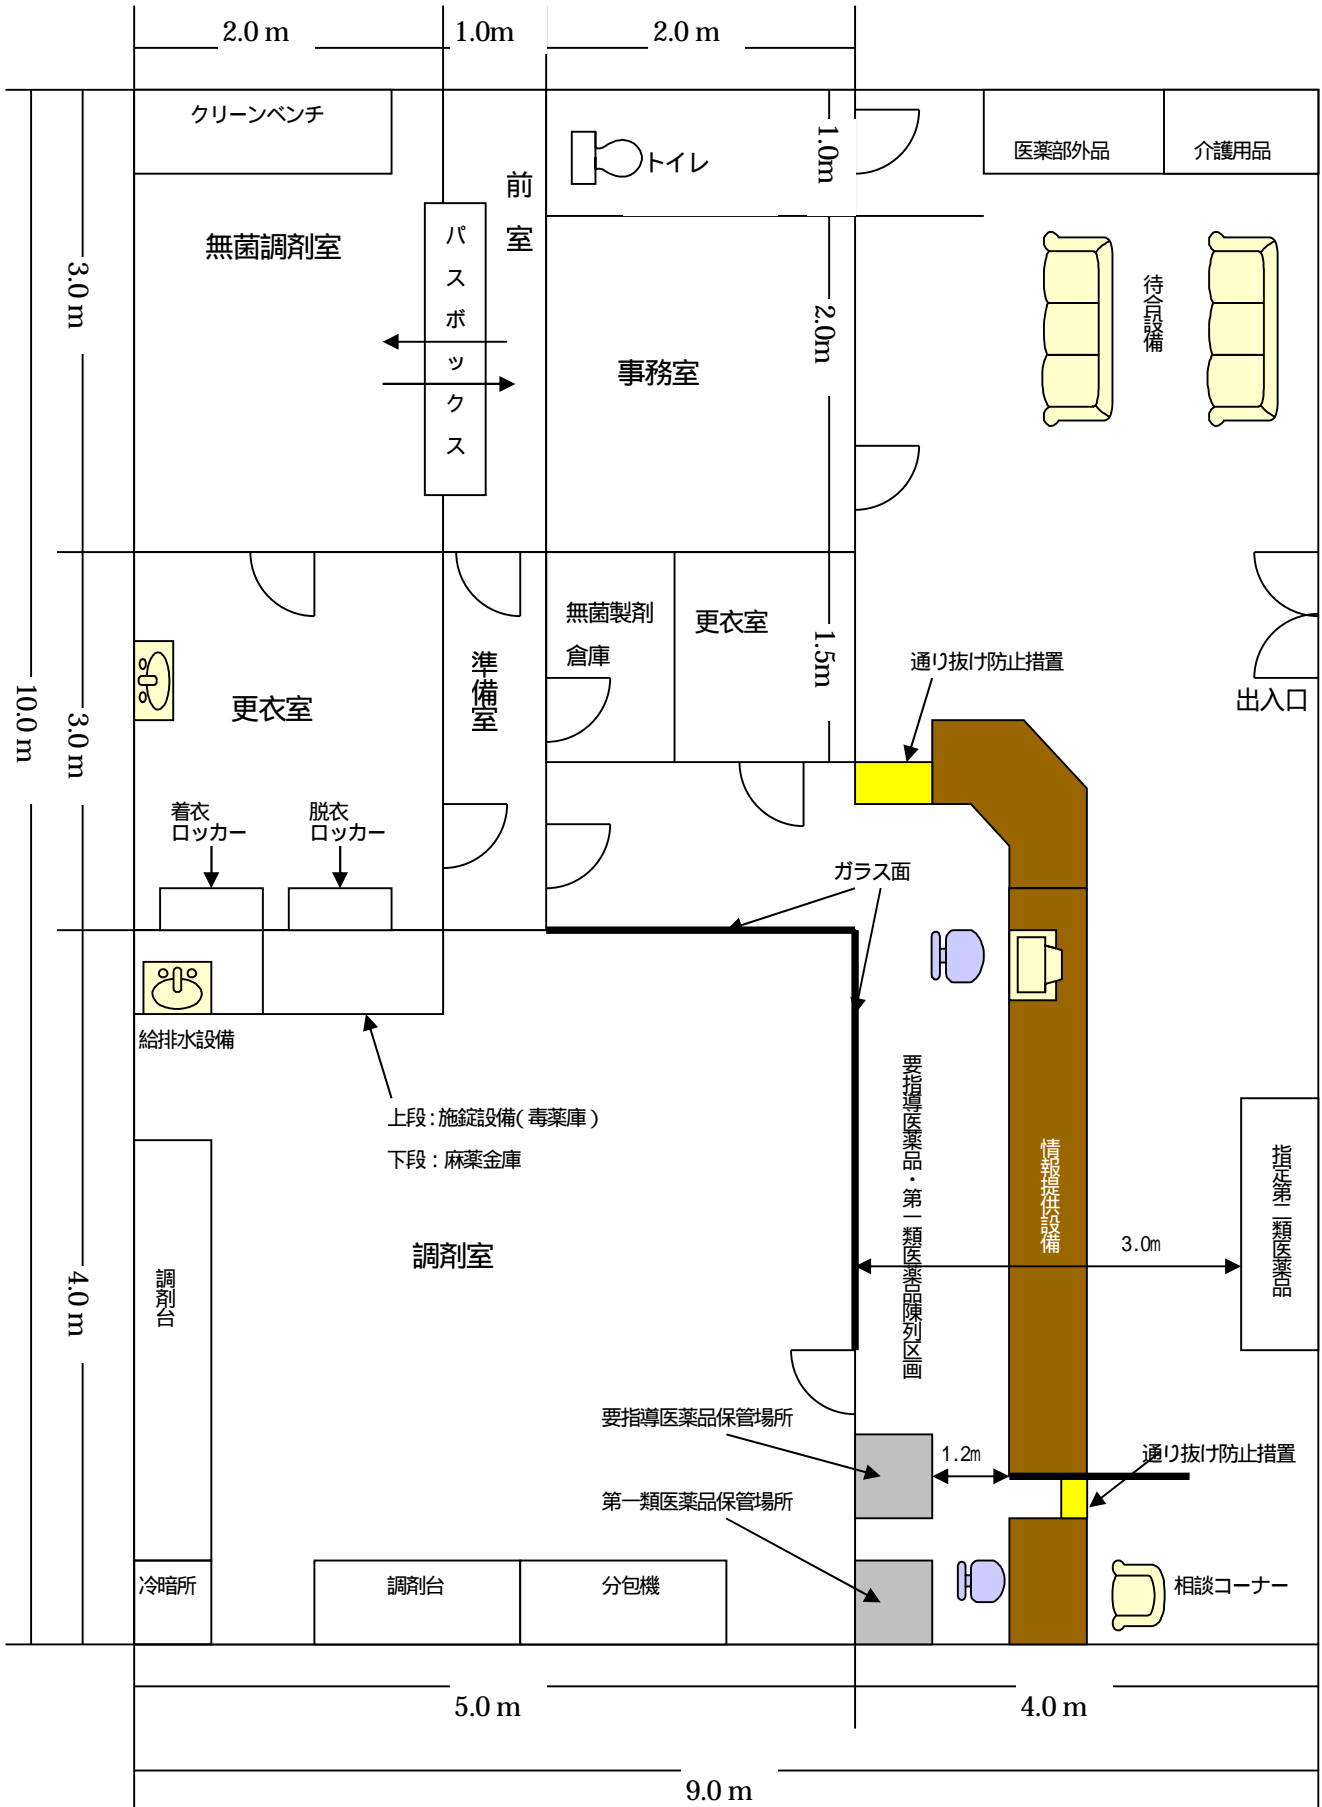 2.0 m
1.0m
2.0 m
クリーンベンチ
トイレ
1.0m
医薬部外品
介護用品
前室
無菌調剤室
パスボックス
3.0 m
事務室
2.0m
待合設備
無菌製剤
倉庫
更衣室
1.5m
通り抜け防止措置
準備室
更衣室
出入口
10.0 m
3.0 m
着衣
ロッカー
脱衣
ロッカー
ガラス面
給排水設備
上段:施錠設備(毒薬庫)
下段:麻薬金庫
要指導医薬品・第一類医薬品陳列区画
情報提供設備
指定第二類医薬品
3.0m
調剤室
4.0 m
調剤台
要指導医薬品保管場所
1.2m
通り抜け防止措置
第一類医薬品保管場所
冷暗所
調剤台
分包機
相談コーナー
5.0 m
4.0 m
9.0 m